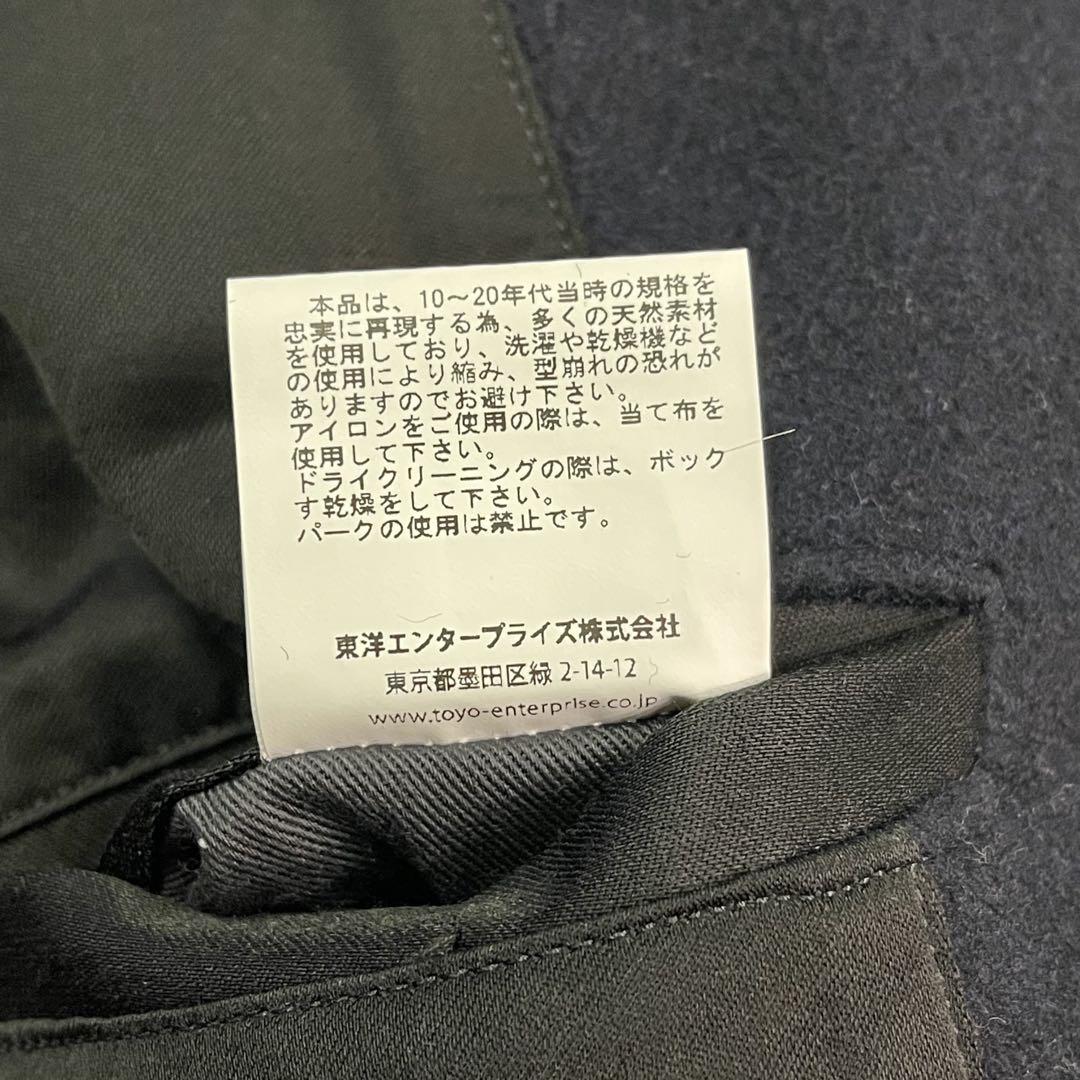 本品は、10〜20年代当時の規格を
忠実に再現する為、多くの天然素材
を使用しており、洗濯や乾燥機など
の使用により縮み、型崩れの恐れが
ありますのでお避け下さい。
アイロンをご使用の際は、当て布を
使用して下さい。
ドライクリーニングの際は、ボック
す乾燥をして下さい。
パークの使用は禁止です。
東洋エンタープライズ株式会社
東京都墨田区緑 2-14-12
www.toyo-enterprise.co.jp